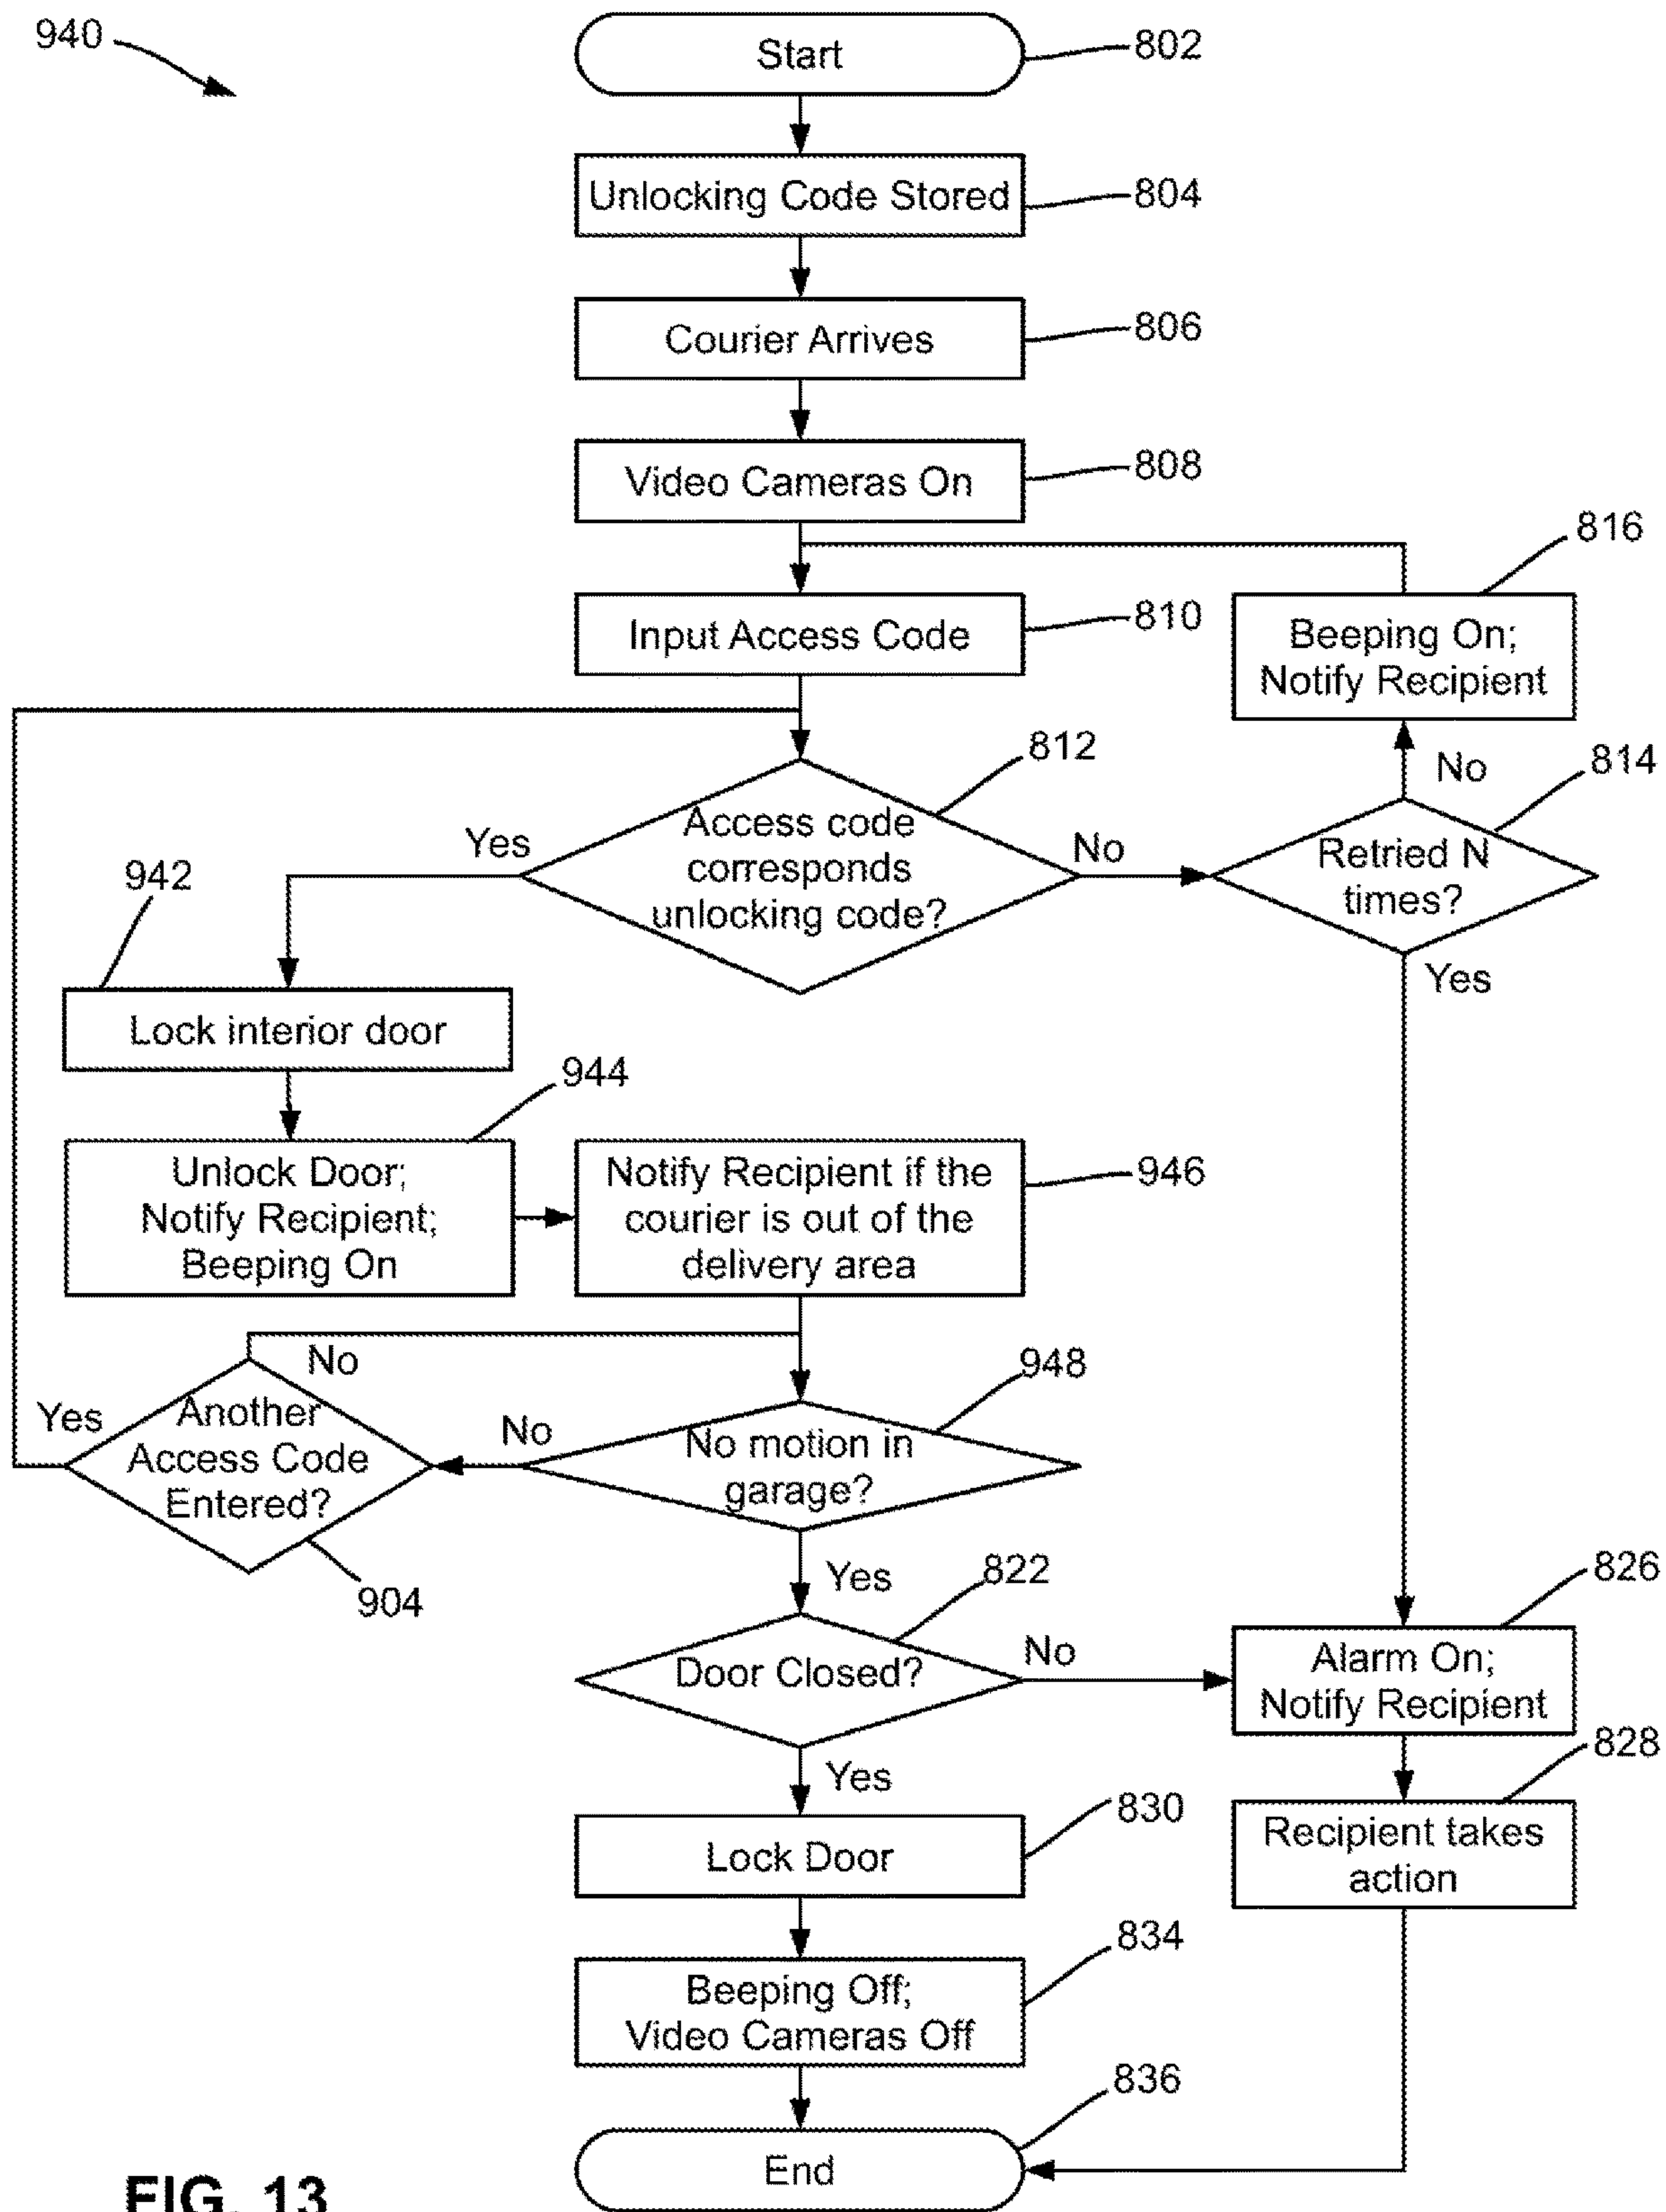 940
Start
802
Unlocking Code Stored
804
Courier Arrives
806
Video Cameras On
808
816
Input Access Code
810
Beeping On;
Notify Recipient
812
No
814
Access code
corresponds
unlocking code?
Yes
No
Retried N
times?
Yes
942
Lock interior door
944
Unlock Door;
Notify Recipient;
Beeping On
Notify Recipient if the
courier is out of the
delivery area
946
No
948
Yes
Another
Access Code
Entered?
No
No motion in
garage?
904
Yes
822
826
Door Closed?
No
Alarm On;
Notify Recipient
828
Yes
830
Lock Door
Recipient takes
action
834
Beeping Off;
Video Cameras Off
836
End
FIG. 13